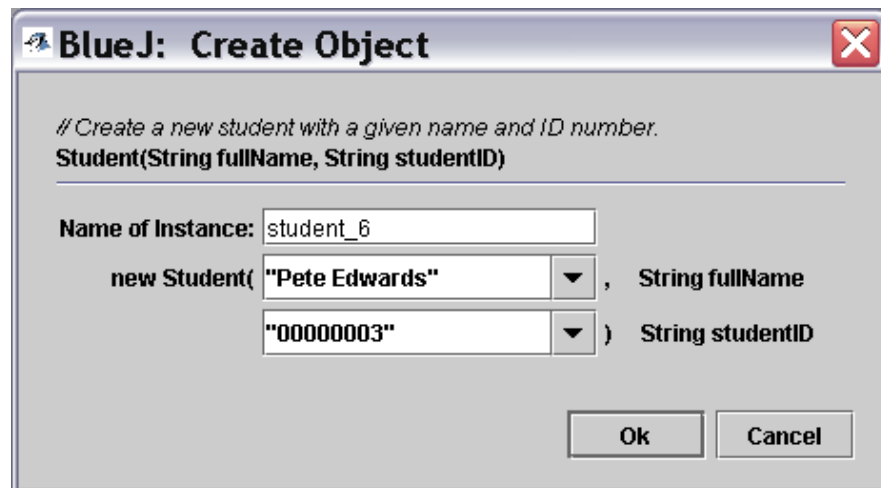 BlueJ: Create Object
// Create a new student with a given name and ID number.
Student(String fullName, String studentID)
Name of Instance: student_6
new Student( "Pete Edwards" , String fullName
"00000003" ) String studentID
Ok Cancel